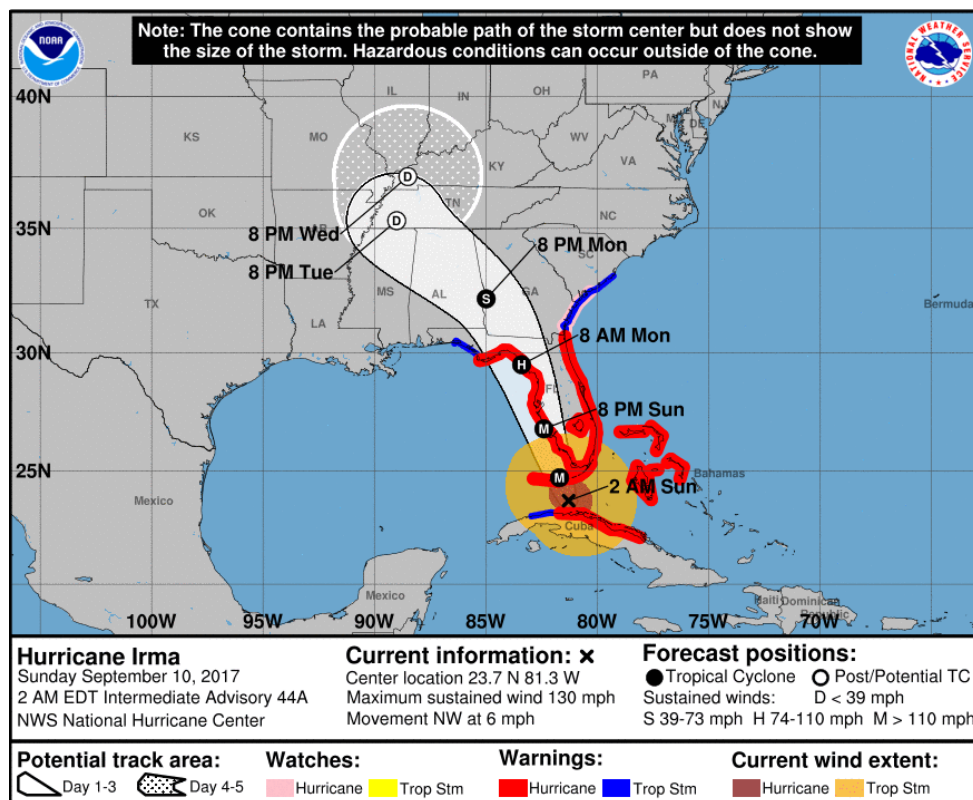 Note: The cone contains the probable path of the storm center but does not show
the size of the storm. Hazardous conditions can occur outside of the cone.
NOAA
NATIONAL WEATHER SERVICE
40N
35N
30N
25N
KS
MO
IL
IN
OH
PA
NJ
DE
WV
VA
KY
OK
TN
NC
SC
TX
LA
MS
AL
GA
FL
Bermuda
D
8 PM Wed
D
8 PM Tue
8 PM Mon
S
8 AM Mon
H
8 PM Sun
M
M
2 AM Sun
Bahamas
Mexico
Cuba
Mexico
Haiti
Dominican
Republic
100W
95W
90W
85W
80W
75W
70W
Hurricane Irma
Sunday September 10, 2017
2 AM EDT Intermediate Advisory 44A
NWS National Hurricane Center
Current information: ×
Center location 23.7 N 81.3 W
Maximum sustained wind 130 mph
Movement NW at 6 mph
Forecast positions:
Tropical Cyclone Post/Potential TC
Sustained winds: D < 39 mph
S 39-73 mph H 74-110 mph M > 110 mph
Potential track area:
Day 1-3 Day 4-5
Watches:
Hurricane Trop Stm
Warnings:
Hurricane Trop Stm
Current wind extent:
Hurricane Trop Stm